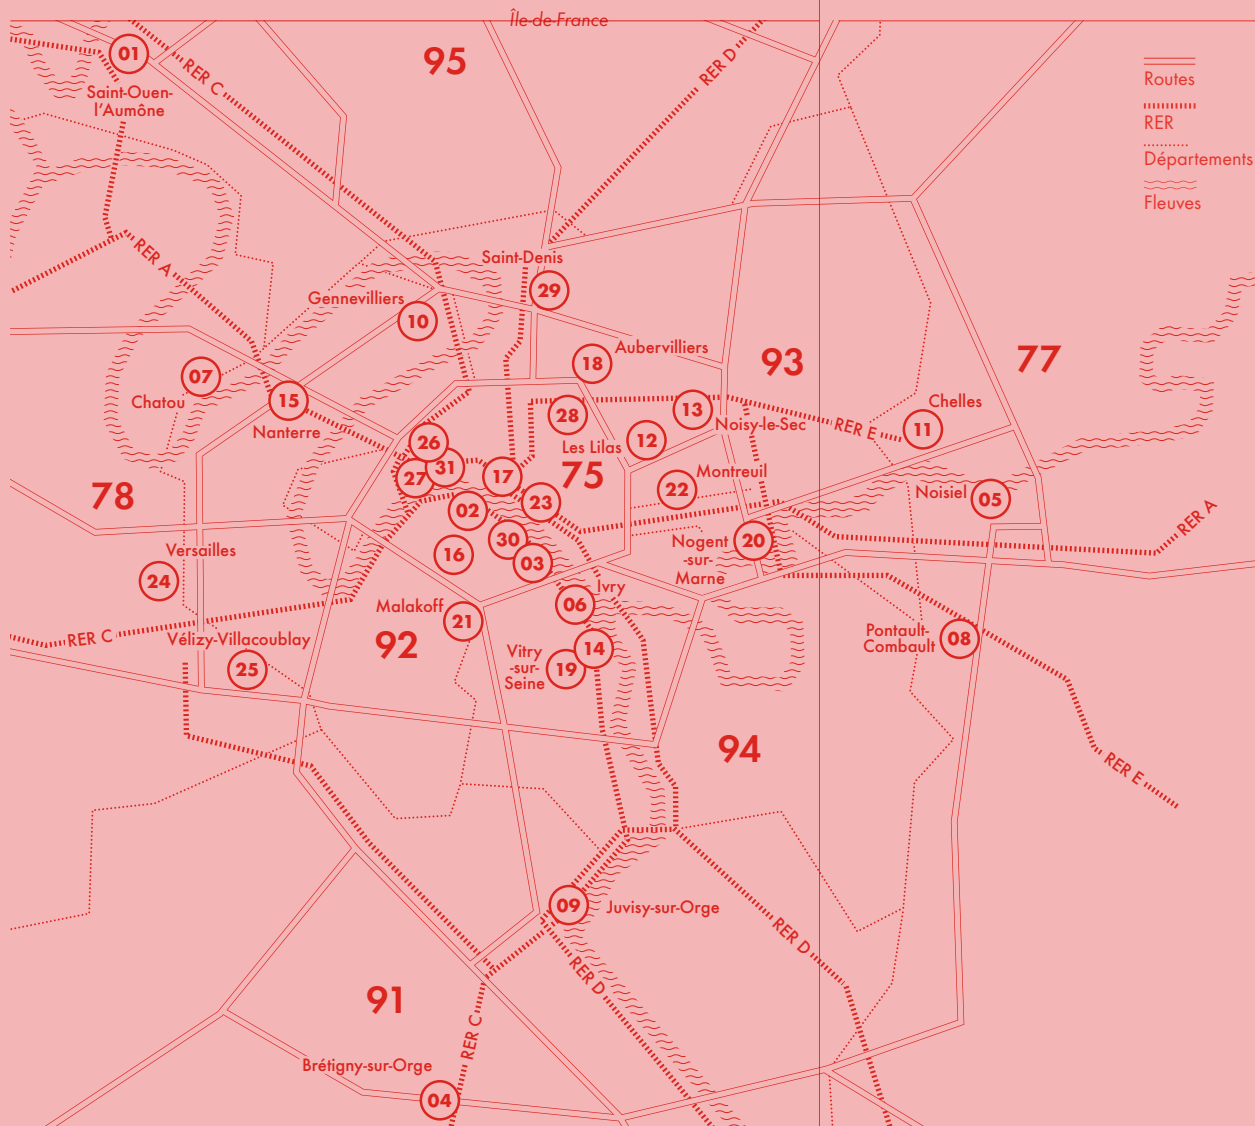 Île-de-France
01
Saint-Ouen-
l'Aumône
RER C
95
RER D
Routes
RER
Départements
Fleuves
RER A
Saint-Denis
29
Gennevilliers
10
18
Aubervilliers
93
77
07
Chatou
15
Nanterre
28
13
Noisy-le-Sec
RER E
Chelles
11
26
31
27
17
Les Lilas
12
75
Montreuil
22
23
02
Noisiel
05
78
RER A
Versailles
24
16
30
03
Nogent
-sur-
Marne
20
Malakoff
21
06
Ivry
RER C
Vélizy-Villacoublay
25
92
Vitry
-sur-
Seine
14
19
Pontault-
Combault
08
94
RER E
09
Juvisy-sur-Orge
RER D
RER D
91
RER C
Brétigny-sur-Orge
04